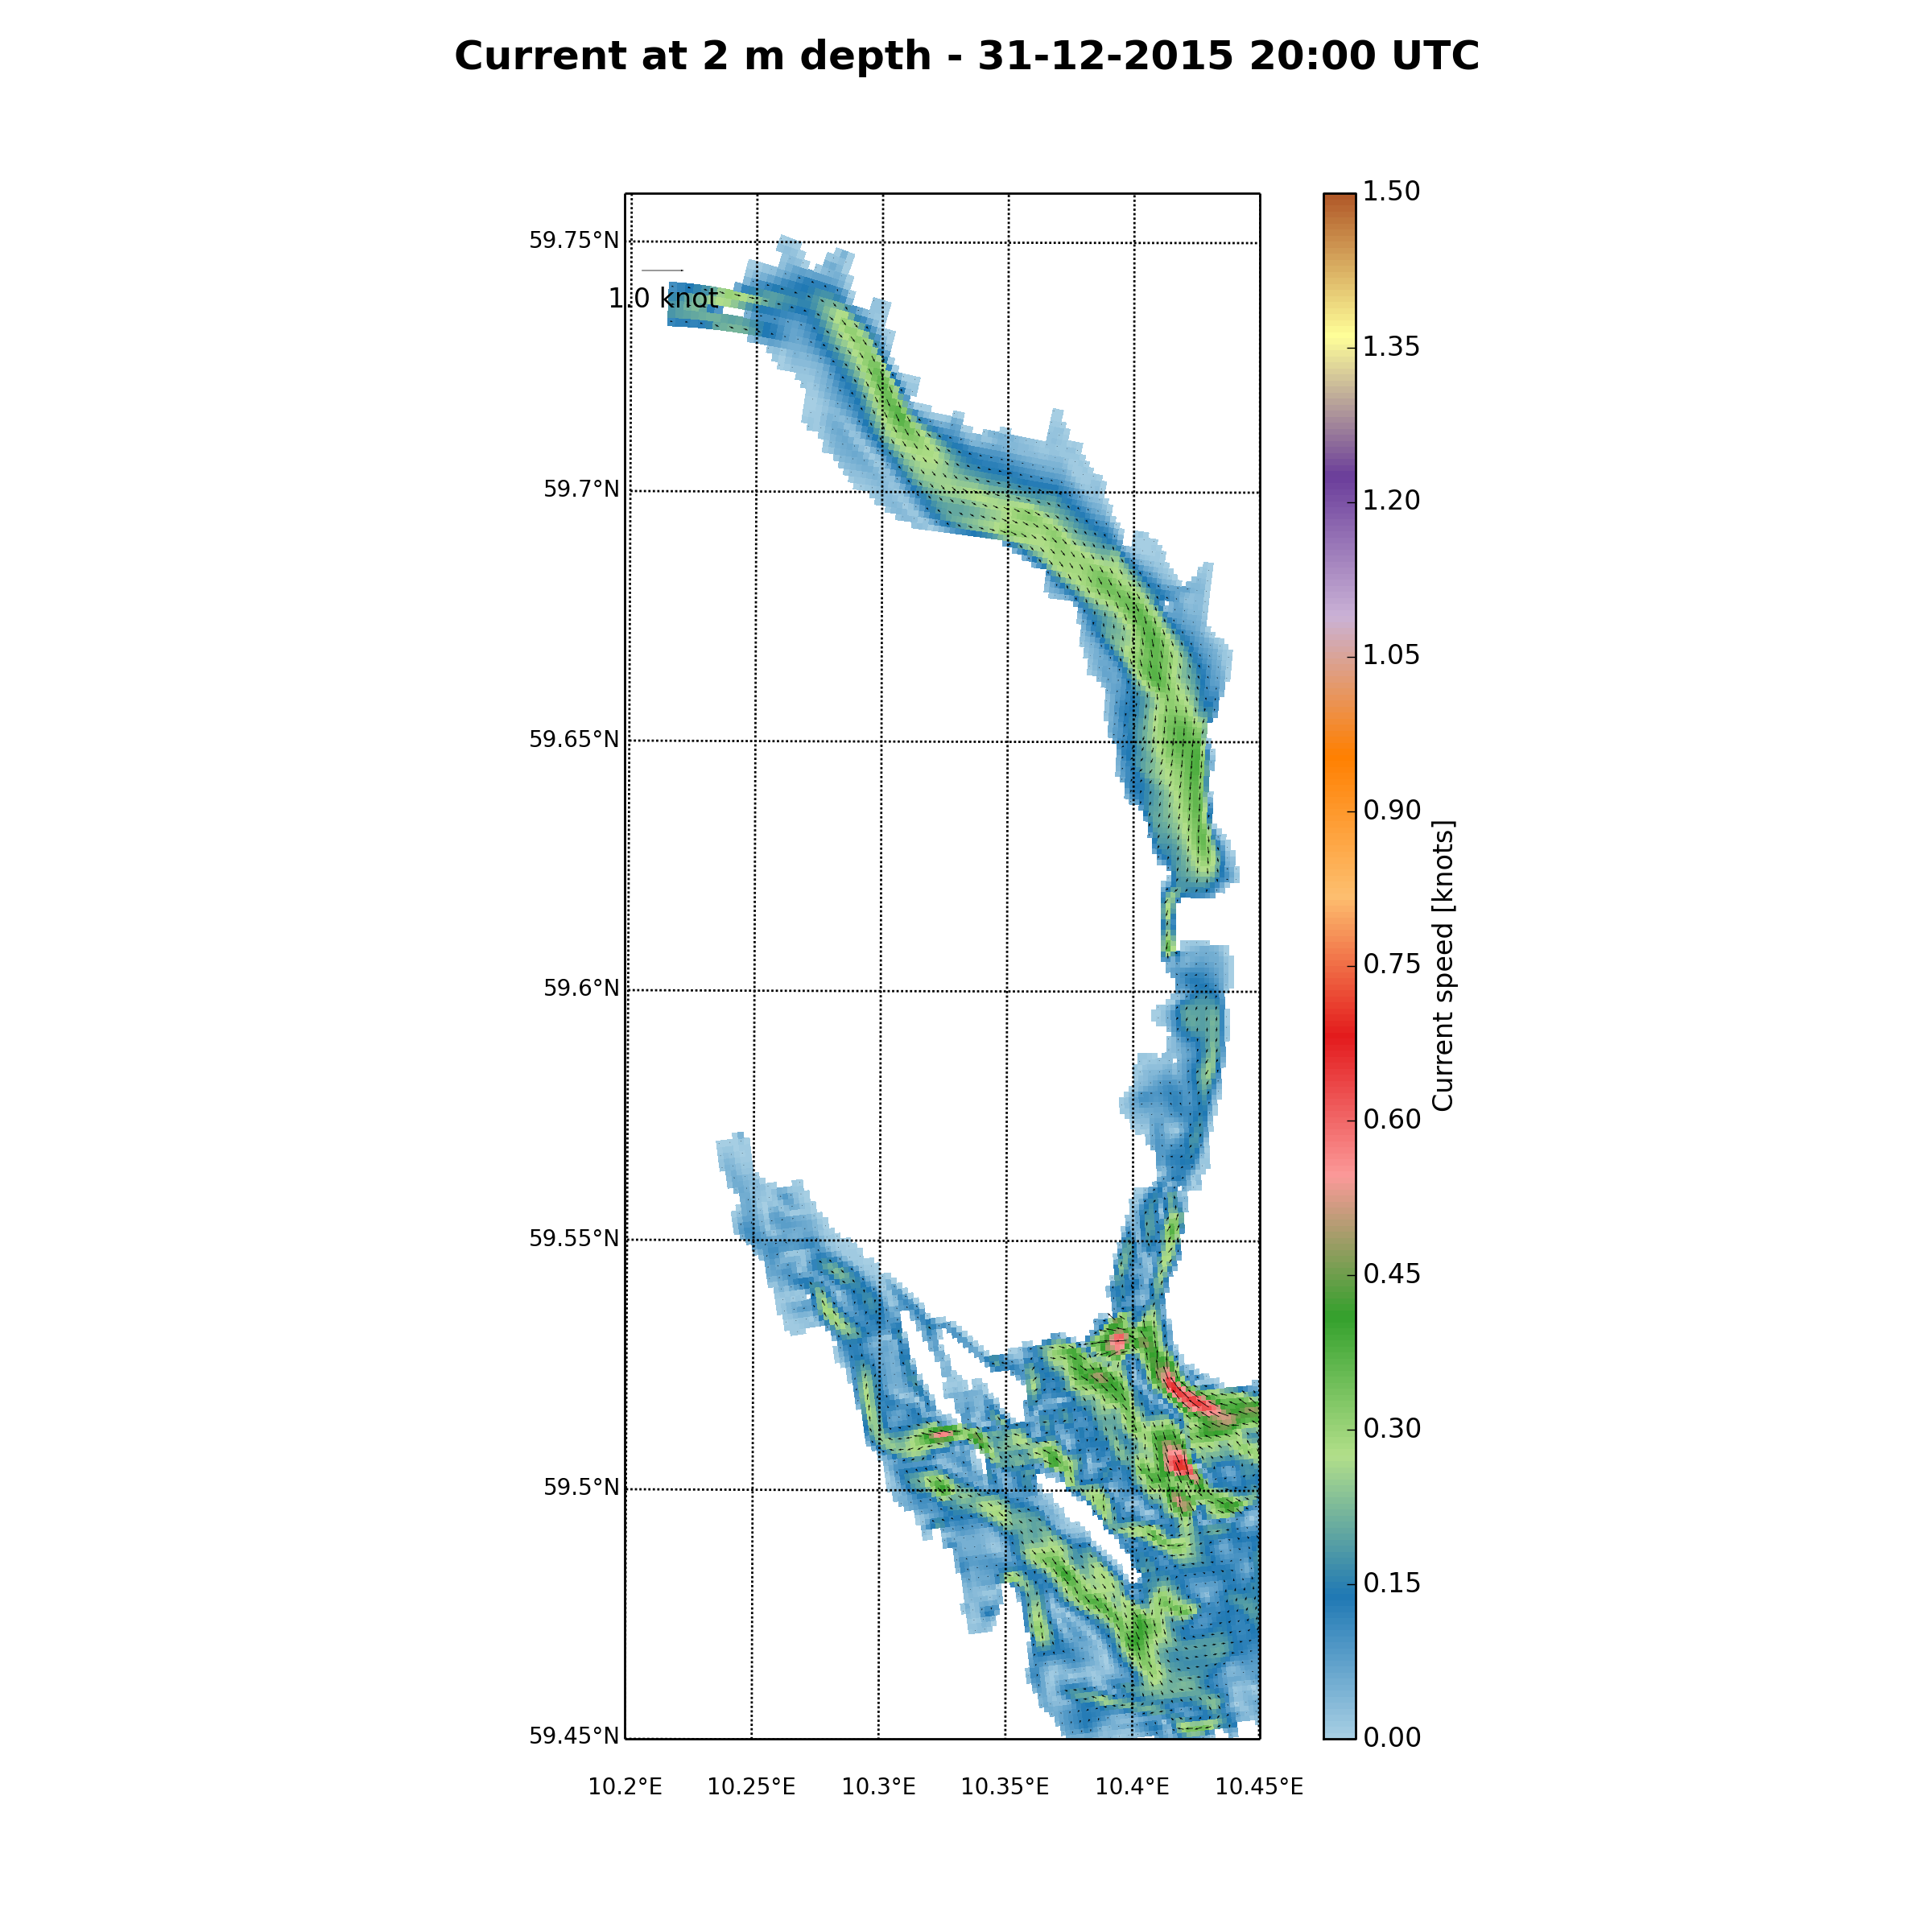 Current at 2 m depth - 31-12-2015 20:00 UTC
59.75°N
1.0 knot
59.7°N
59.65°N
59.6°N
59.55°N
59.5°N
59.45°N
10.2°E 10.25°E 10.3°E 10.35°E 10.4°E 10.45°E
1.50
1.35
1.20
1.05
0.90
0.75
0.60
0.45
0.30
0.15
0.00
Current speed [knots]